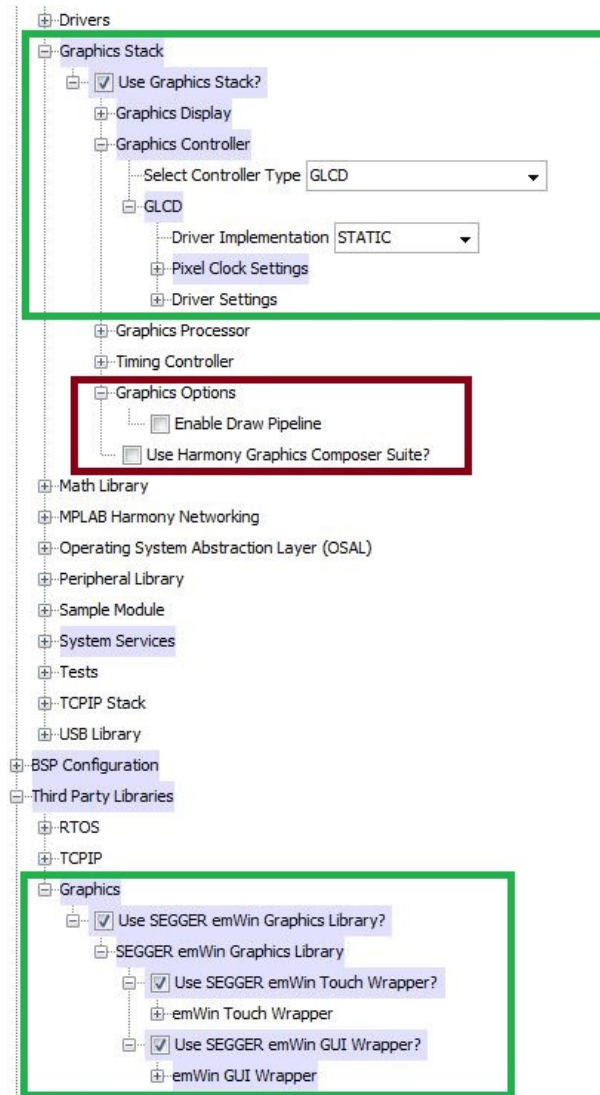 Drivers
Graphics Stack
Use Graphics Stack?
Graphics Display
Graphics Controller
Select Controller Type GLCD
GLCD
Driver Implementation STATIC
Pixel Clock Settings
Driver Settings
Graphics Processor
Timing Controller
Graphics Options
Enable Draw Pipeline
Use Harmony Graphics Composer Suite?
Math Library
MPLAB Harmony Networking
Operating System Abstraction Layer (OSAL)
Peripheral Library
Sample Module
System Services
Tests
TCPIP Stack
USB Library
BSP Configuration
Third Party Libraries
RTOS
TCPIP
Graphics
Use SEGGER emWin Graphics Library?
SEGGER emWin Graphics Library
Use SEGGER emWin Touch Wrapper?
emWin Touch Wrapper
Use SEGGER emWin GUI Wrapper?
emWin GUI Wrapper